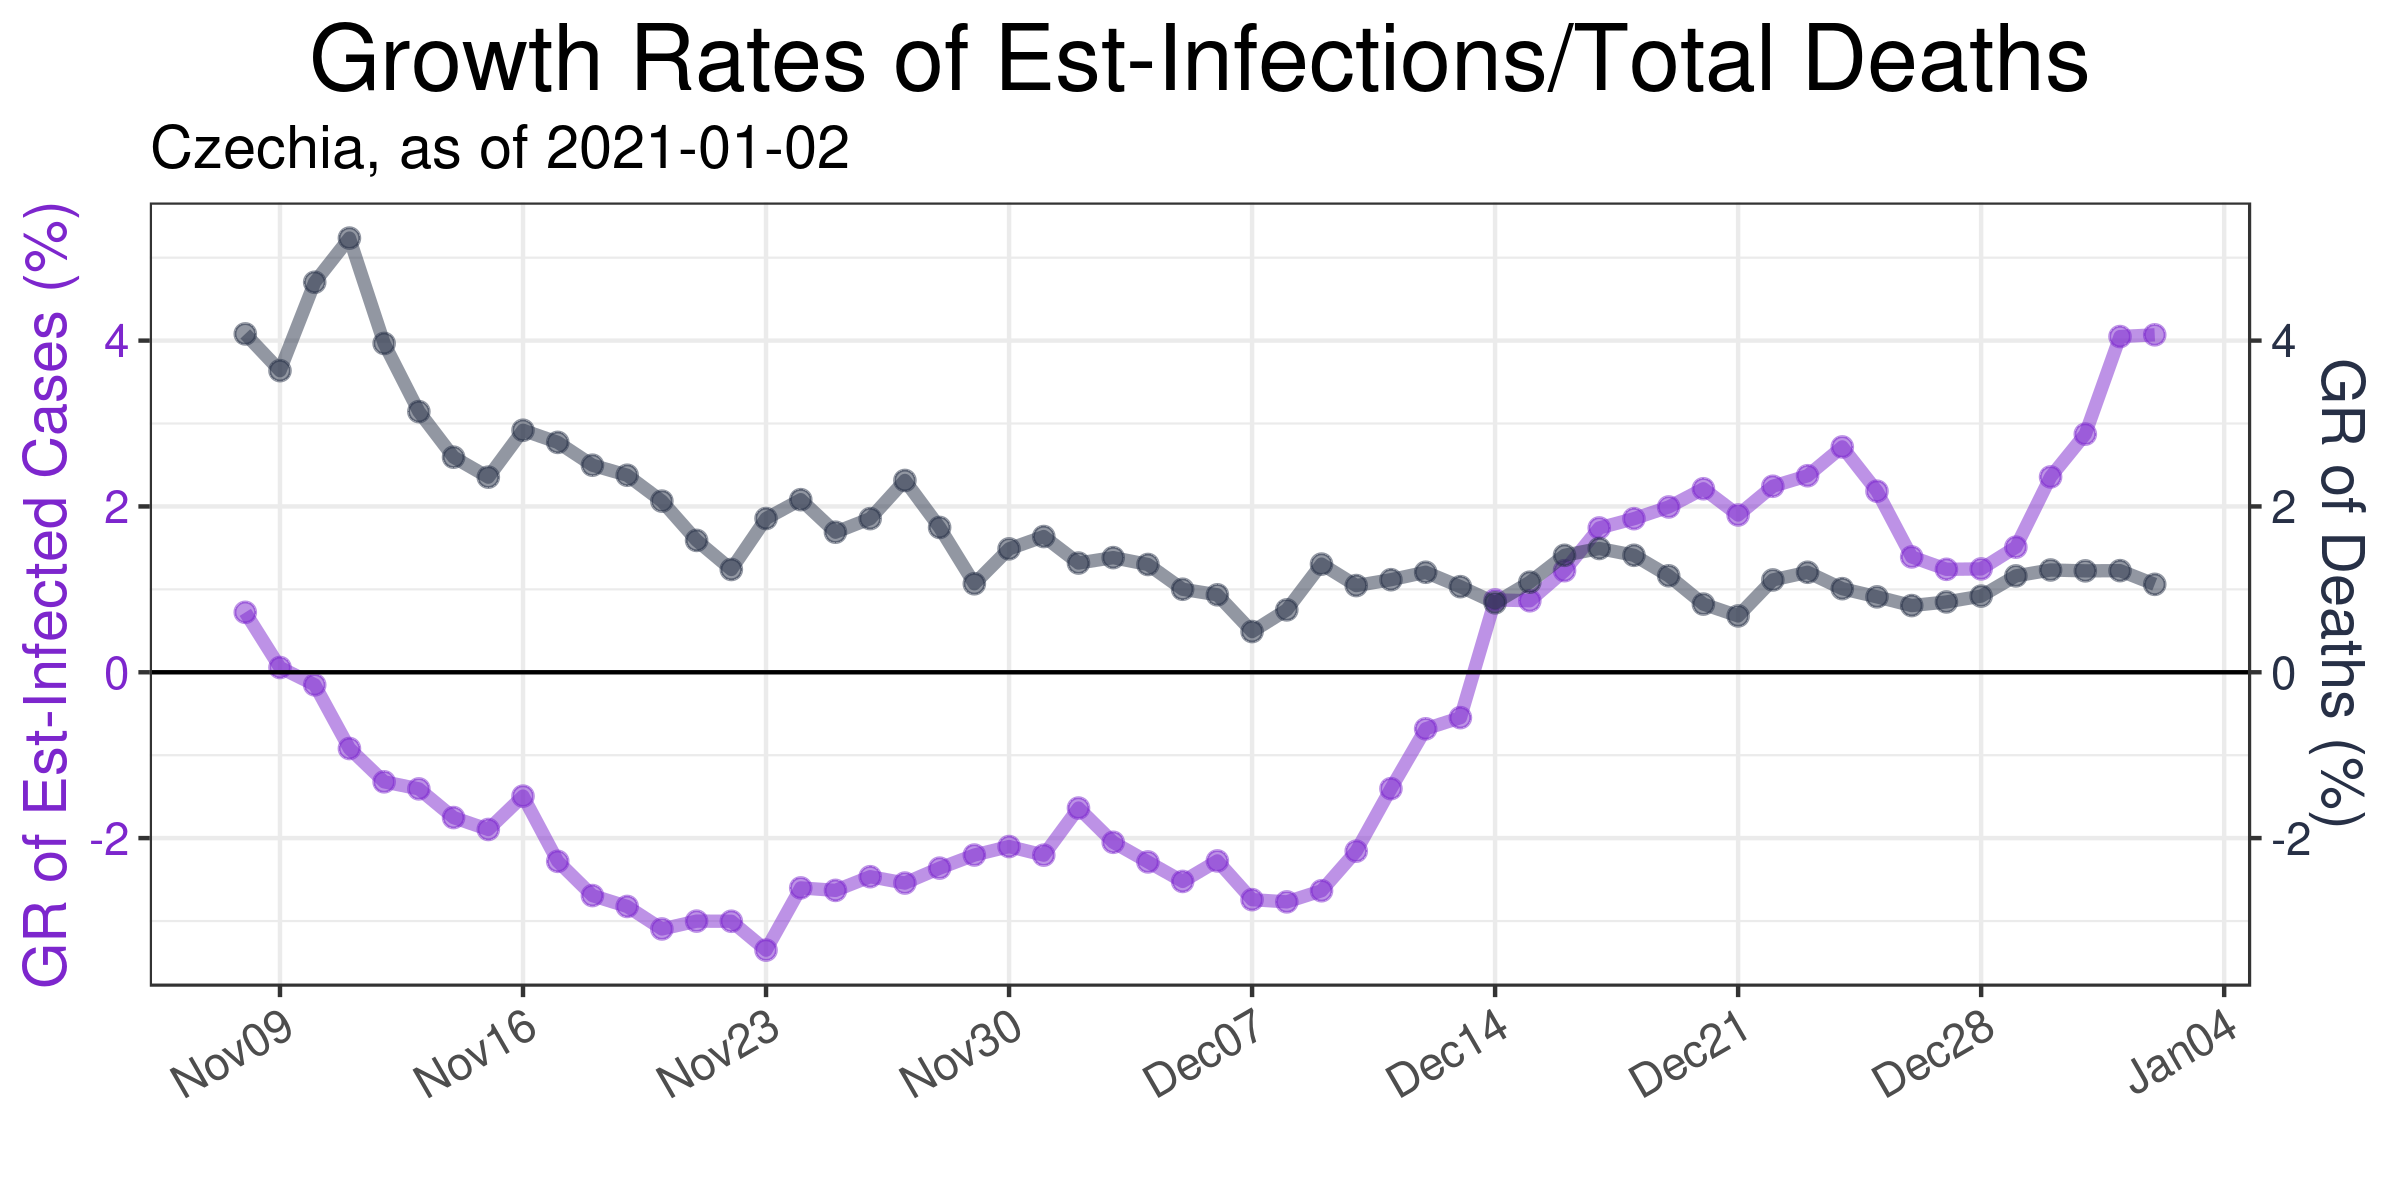 Growth Rates of Est-Infections/Total Deaths
Czechia, as of 2021-01-02
GR of Est-Infected Cases (%)
4
2
0
-2
4
2
0
-2
GR of Deaths (%)
Nov09
Nov16
Nov23
Nov30
Dec07
Dec14
Dec21
Dec28
Jan04